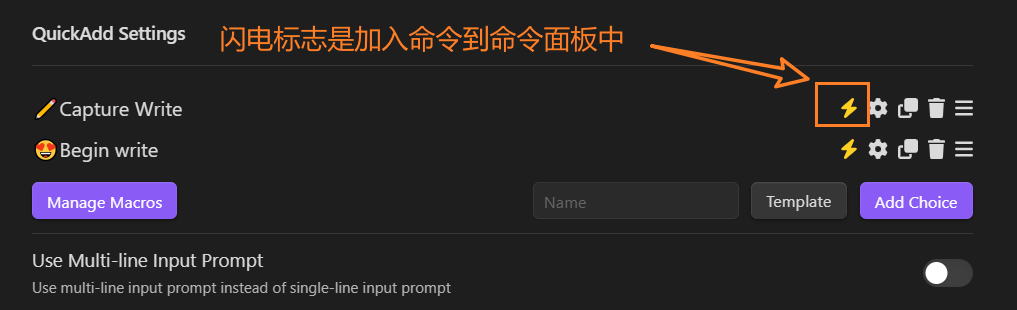 QuickAdd Settings
闪电标志是加入命令到命令面板中
✏️Capture Write
😍Begin write
Manage Macros
Name
Template
Add Choice
Use Multi-line Input Prompt
Use multi-line input prompt instead of single-line input prompt